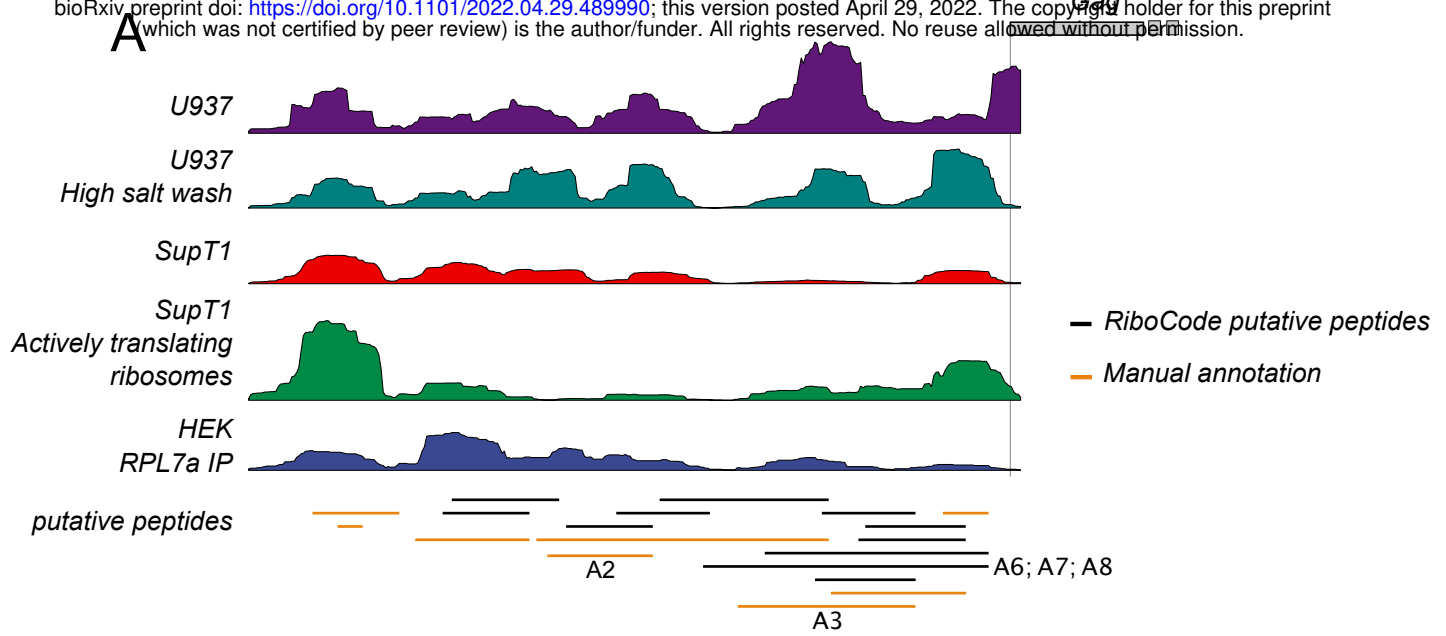 bioRxiv preprint doi: https://doi.org/10.1101/2022.04.29.489990; this version posted April 29, 2022. The copyright holder for this preprint
(which was not certified by peer review) is the author/funder. All rights reserved. No reuse allowed without permission.
Gag
A
U937
U937
High salt wash
SupT1
SupT1
Actively translating
ribosomes
HEK
RPL7a IP
RiboCode putative peptides
Manual annotation
putative peptides
A2
A6; A7; A8
A3